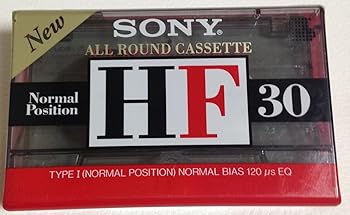 New
SONY
ALL ROUND CASSETTE
Normal
Position
HF
30
TYPE I (NORMAL POSITION) NORMAL BIAS 120 µs EQ